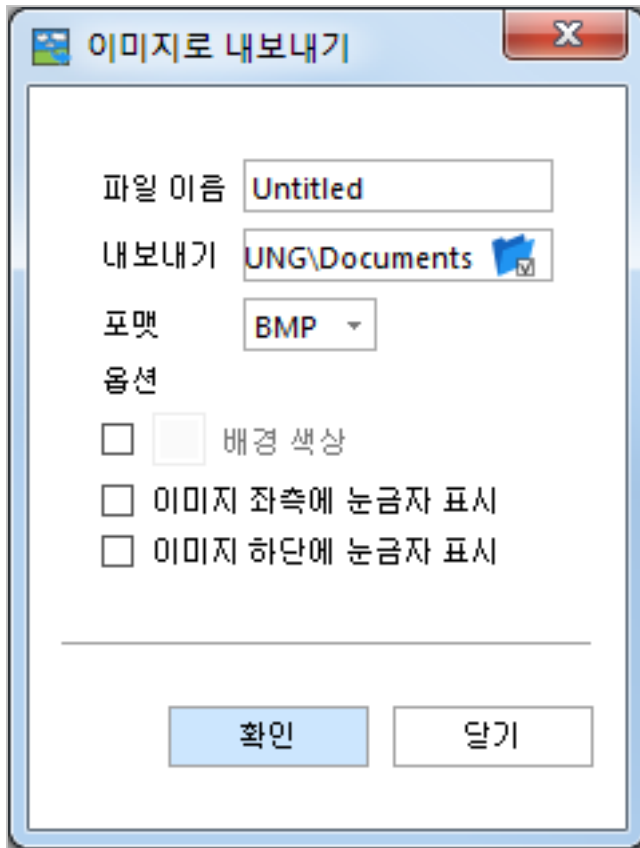 이미지로 내보내기
파일 이름 Untitled
내보내기 UNG\Documents
포맷 BMP
옵션
배경 색상
이미지 좌측에 눈금자 표시
이미지 하단에 눈금자 표시
확인 닫기